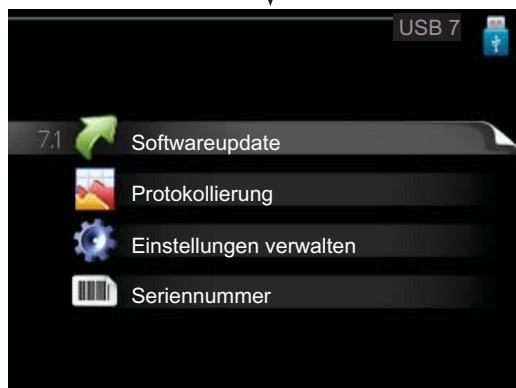 USB 7
7.1 Softwareupdate
Protokollierung
Einstellungen verwalten
Seriennummer